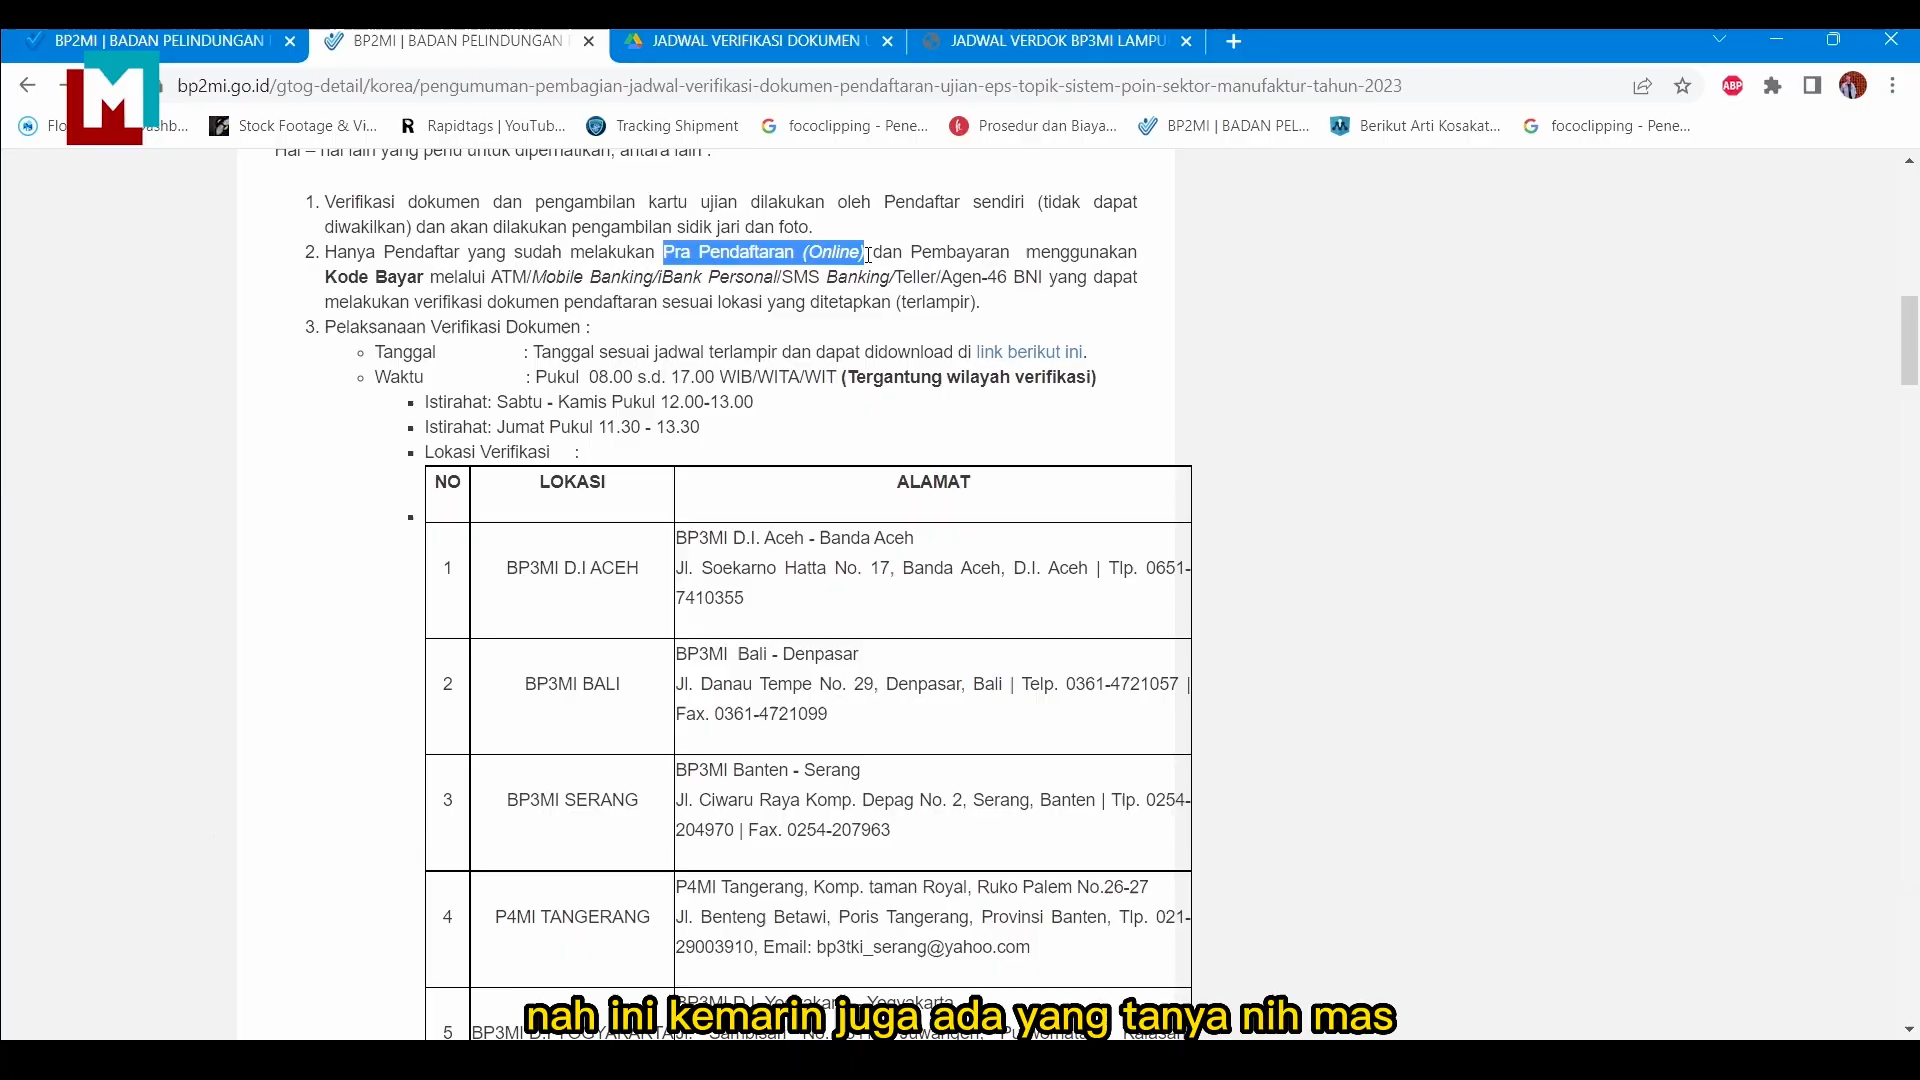 BP2MI | BADAN PELINDUNGAN
BP2MI | BADAN PELINDUNGAN
JADWAL VERIFIKASI DOKUMEN
JADWAL VERDOK BP3MI LAMPU
M
bp2mi.go.id/gtog-detail/korea/pengumuman-pembagian-jadwal-verifikasi-dokumen-pendaftaran-ujian-eps-topik-sistem-poin-sektor-manufaktur-tahun-2023
ABP
Stock Footage & Vi...
Rapidtags | YouTub...
Tracking Shipment
fococlipping - Pene...
Prosedur dan Biaya...
BP2MI | BADAN PEL...
Berikut Arti Kosakat...
fococlipping - Pene...
Hal – hal lain yang perlu untuk diperhatikan, antara lain :
1. Verifikasi dokumen dan pengambilan kartu ujian dilakukan oleh Pendaftar sendiri (tidak dapat
diwakilkan) dan akan dilakukan pengambilan sidik jari dan foto.
2. Hanya Pendaftar yang sudah melakukan Pra Pendaftaran (Online) dan Pembayaran menggunakan
Kode Bayar melalui ATM/Mobile Banking/iBank Personal/SMS Banking/Teller/Agen-46 BNI yang dapat
melakukan verifikasi dokumen pendaftaran sesuai lokasi yang ditetapkan (terlampir).
3. Pelaksanaan Verifikasi Dokumen :
Tanggal : Tanggal sesuai jadwal terlampir dan dapat didownload di link berikut ini.
Waktu : Pukul 08.00 s.d. 17.00 WIB/WITA/WIT (Tergantung wilayah verifikasi)
Istirahat: Sabtu - Kamis Pukul 12.00-13.00
Istirahat: Jumat Pukul 11.30 - 13.30
Lokasi Verifikasi :
NO LOKASI ALAMAT
BP3MI D.I. Aceh - Banda Aceh
1 BP3MI D.I ACEH Jl. Soekarno Hatta No. 17, Banda Aceh, D.I. Aceh | Tlp. 0651-
7410355
BP3MI Bali - Denpasar
2 BP3MI BALI Jl. Danau Tempe No. 29, Denpasar, Bali | Telp. 0361-4721057 |
Fax. 0361-4721099
BP3MI Banten - Serang
3 BP3MI SERANG Jl. Ciwaru Raya Komp. Depag No. 2, Serang, Banten | Tlp. 0254-
204970 | Fax. 0254-207963
P4MI Tangerang, Komp. taman Royal, Ruko Palem No.26-27
4 P4MI TANGERANG Jl. Benteng Betawi, Poris Tangerang, Provinsi Banten, Tlp. 021-
29003910, Email: bp3tki_serang@yahoo.com
BP3MI D.I. Yogyakarta - Yogyakarta
5
nah ini kemarin juga ada yang tanya nih mas